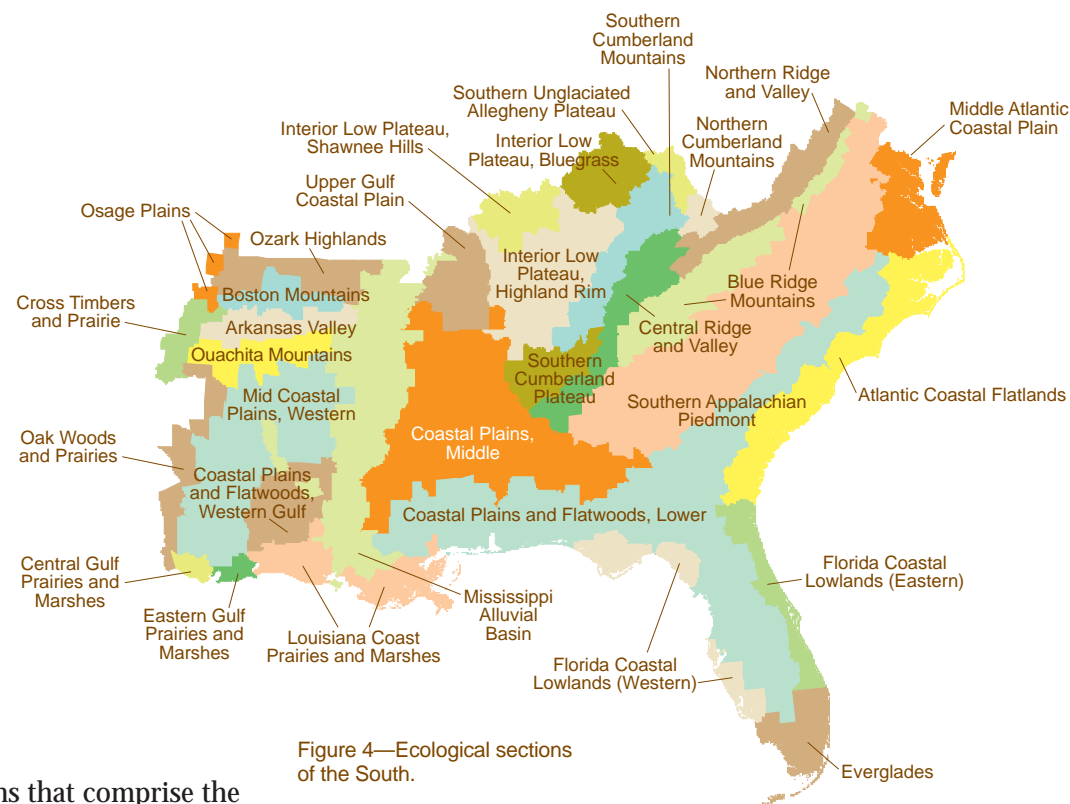 Southern
Cumberland
Mountains
Northern Ridge
and Valley
Southern Unglaciated
Allegheny Plateau
Middle Atlantic
Coastal Plain
Interior Low Plateau,
Shawnee Hills
Interior Low
Plateau, Bluegrass
Northern
Cumberland
Mountains
Upper Gulf
Coastal Plain
Osage Plains
Ozark Highlands
Interior Low
Plateau,
Highland Rim
Blue Ridge
Mountains
Boston Mountains
Cross Timbers
and Prairie
Arkansas Valley
Central Ridge
and Valley
Ouachita Mountains
Southern
Cumberland
Plateau
Mid Coastal
Plains, Western
Southern Appalachian
Piedmont
Atlantic Coastal Flatlands
Oak Woods
and Prairies
Coastal Plains,
Middle
Coastal Plains
and Flatwoods,
Western Gulf
Coastal Plains and Flatwoods, Lower
Central Gulf
Prairies and
Marshes
Florida Coastal
Lowlands (Eastern)
Eastern Gulf
Prairies and
Marshes
Louisiana Coast
Prairies and Marshes
Mississippi
Alluvial
Basin
Florida Coastal
Lowlands (Western)
Figure 4—Ecological sections
of the South.
Everglades
ns that comprise the